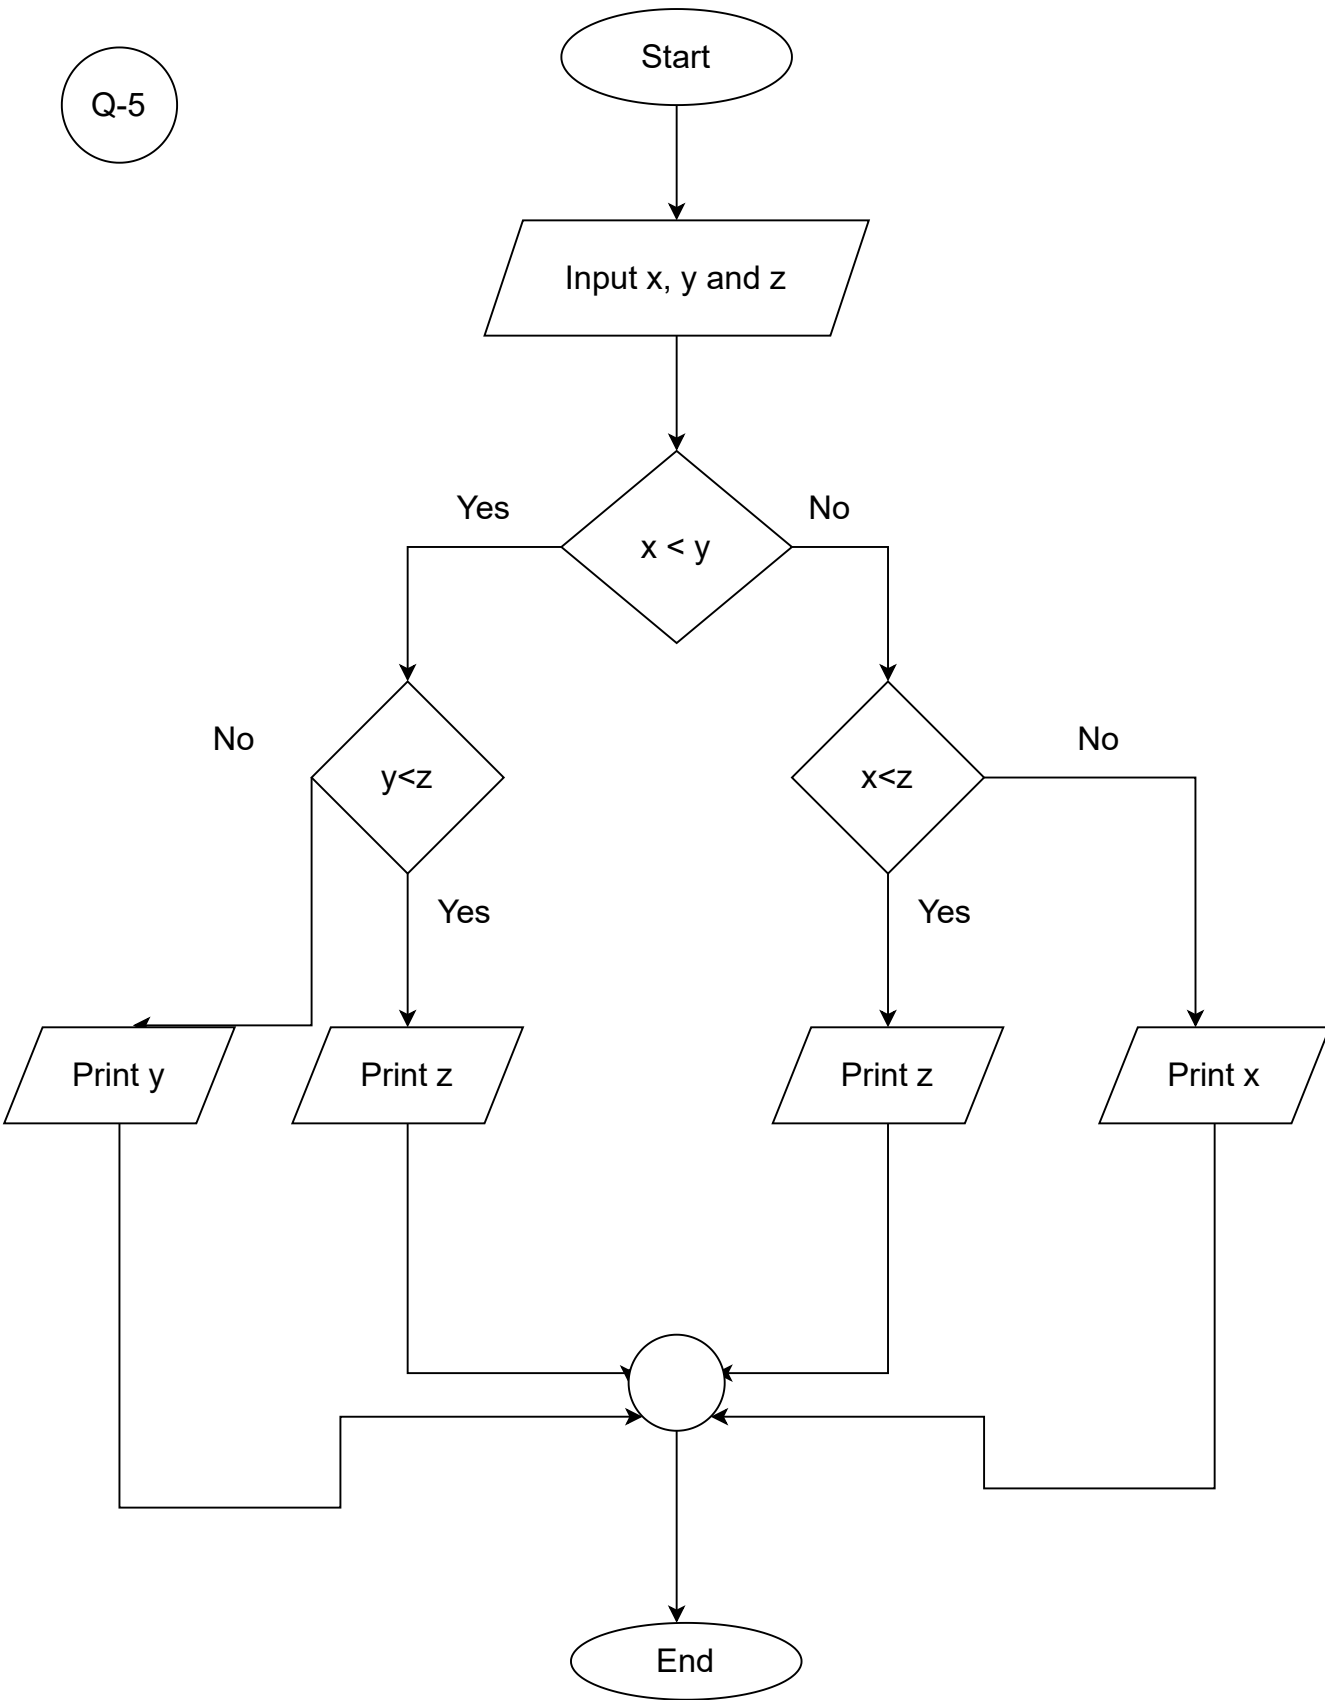 Start
Q-5
Input x, y and z
Yes
No
x < y
No
No
y<z
x<z
Yes
Yes
Print y
Print z
Print z
Print x
End